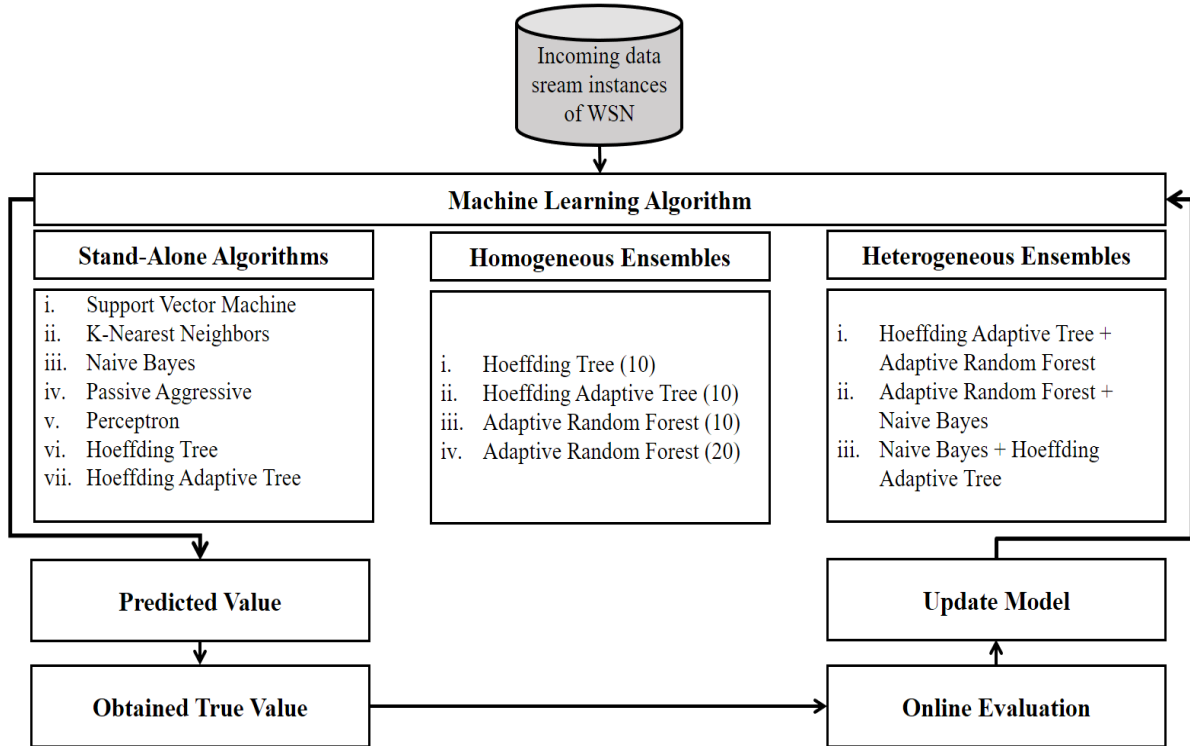 Incoming data
sream instances
of WSN
Machine Learning Algorithm
Stand-Alone Algorithms
i. Support Vector Machine
ii. K-Nearest Neighbors
iii. Naive Bayes
iv. Passive Aggressive
v. Perceptron
vi. Hoeffding Tree
vii. Hoeffding Adaptive Tree
Homogeneous Ensembles
i. Hoeffding Tree (10)
ii. Hoeffding Adaptive Tree (10)
iii. Adaptive Random Forest (10)
iv. Adaptive Random Forest (20)
Heterogeneous Ensembles
i. Hoeffding Adaptive Tree +
Adaptive Random Forest
ii. Adaptive Random Forest +
Naive Bayes
iii. Naive Bayes + Hoeffding
Adaptive Tree
Predicted Value
Obtained True Value
Online Evaluation
Update Model